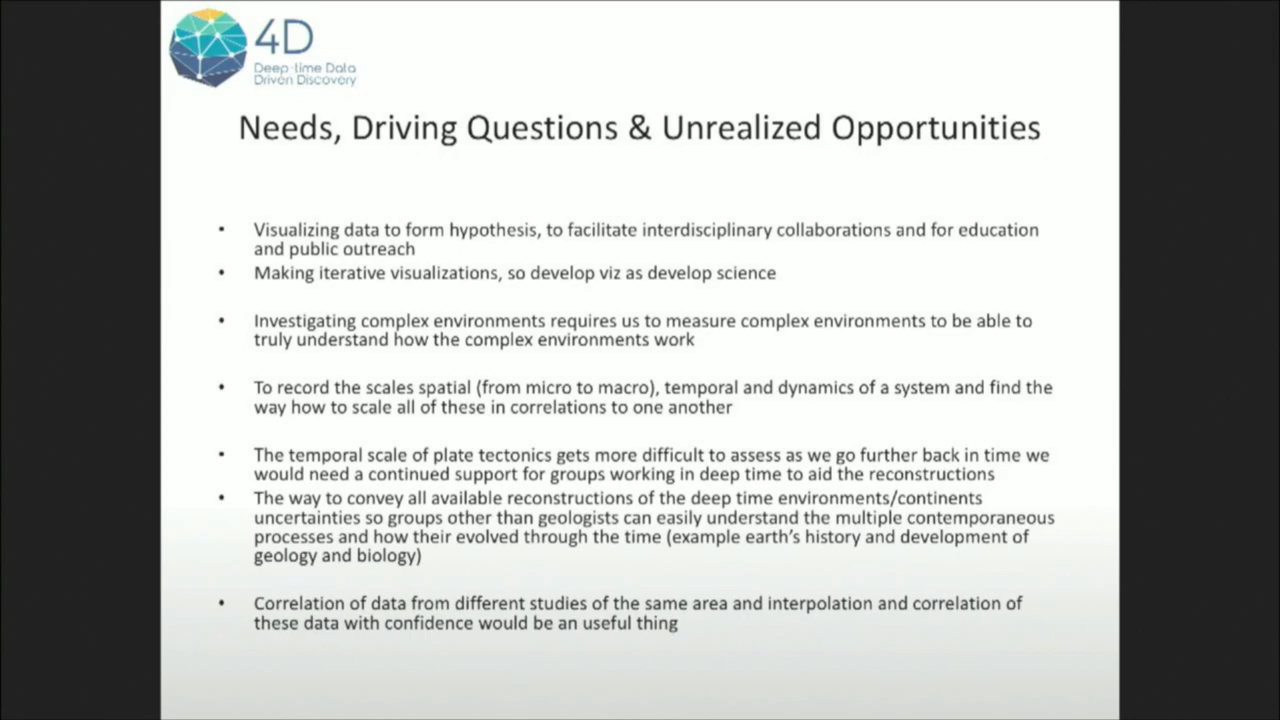 4D
Deep-time Data
Driven Discovery
Needs, Driving Questions & Unrealized Opportunities
• Visualizing data to form hypothesis, to facilitate interdisciplinary collaborations and for education
and public outreach
• Making iterative visualizations, so develop viz as develop science
• Investigating complex environments requires us to measure complex environments to be able to
truly understand how the complex environments work
• To record the scales spatial (from micro to macro), temporal and dynamics of a system and find the
way how to scale all of these in correlations to one another
• The temporal scale of plate tectonics gets more difficult to assess as we go further back in time we
would need a continued support for groups working in deep time to aid the reconstructions
• The way to convey all available reconstructions of the deep time environments/continents
uncertainties so groups other than geologists can easily understand the multiple contemporaneous
processes and how their evolved through the time (example earth's history and development of
geology and biology)
• Correlation of data from different studies of the same area and interpolation and correlation of
these data with confidence would be an useful thing